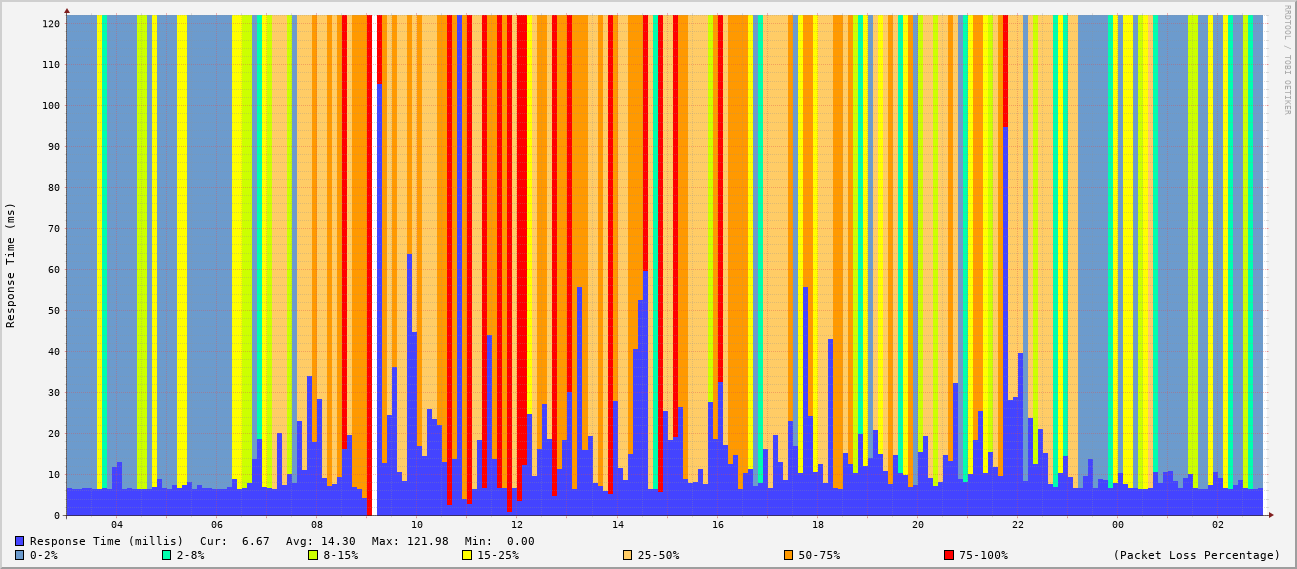 RRDTOOL / TOBI OETIKER
Response Time (ms)
120
110
100
90
80
70
60
50
40
30
20
10
0
04 06 08 10 12 14 16 18 20 22 00 02
Response Time (millis) Cur: 6.67 Avg: 14.30 Max: 121.98 Min: 0.00
0-2% 2-8% 8-15% 15-25% 25-50% 50-75% 75-100% (Packet Loss Percentage)